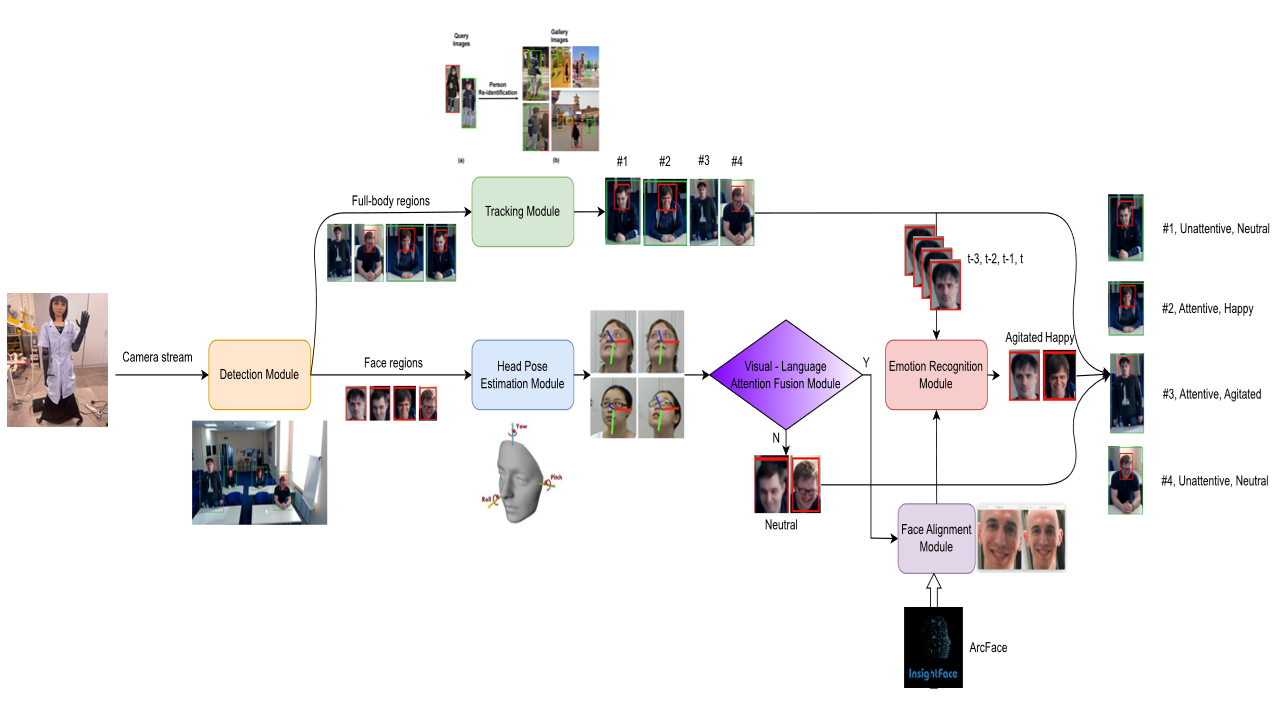 Query
Images
Gallery
Images
Person
Re-identification
(a)
(b)
#1
#2
#3
#4
Full-body regions
Tracking Module
t-3, t-2, t-1, t
#1, Unattentive, Neutral
#2, Attentive, Happy
#3, Attentive, Agitated
#4, Unattentive, Neutral
Camera stream
Detection Module
Face regions
Head Pose
Estimation Module
Yaw
Pitch
Roll
Visual - Language
Attention Fusion Module
Y
N
Neutral
Emotion Recognition
Module
Agitated Happy
Face Alignment
Module
InsightFace
ArcFace